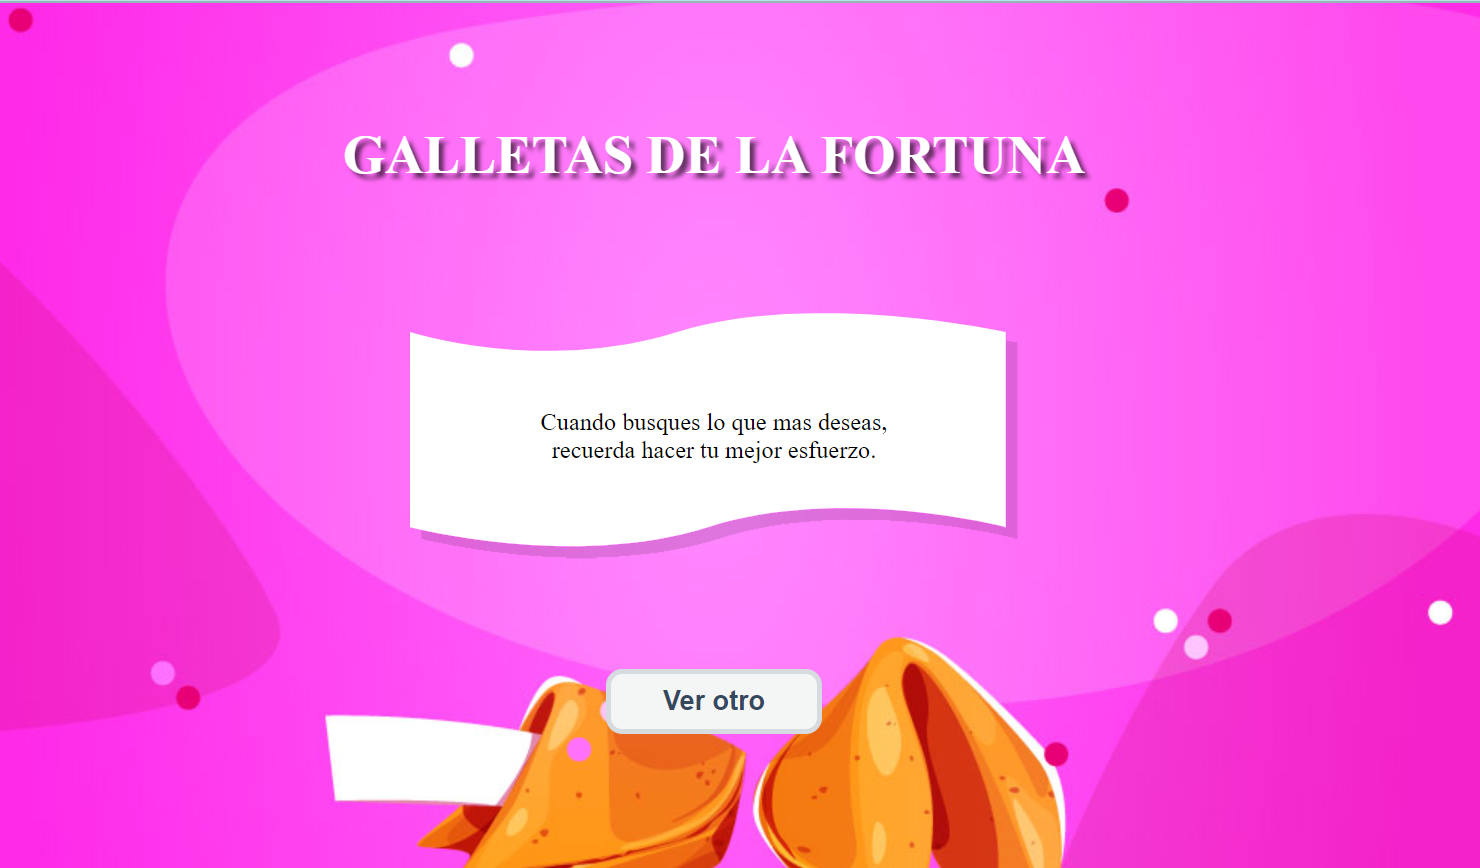 GALLETAS DE LA FORTUNA
Cuando busques lo que mas deseas,
recuerda hacer tu mejor esfuerzo.
Ver otro